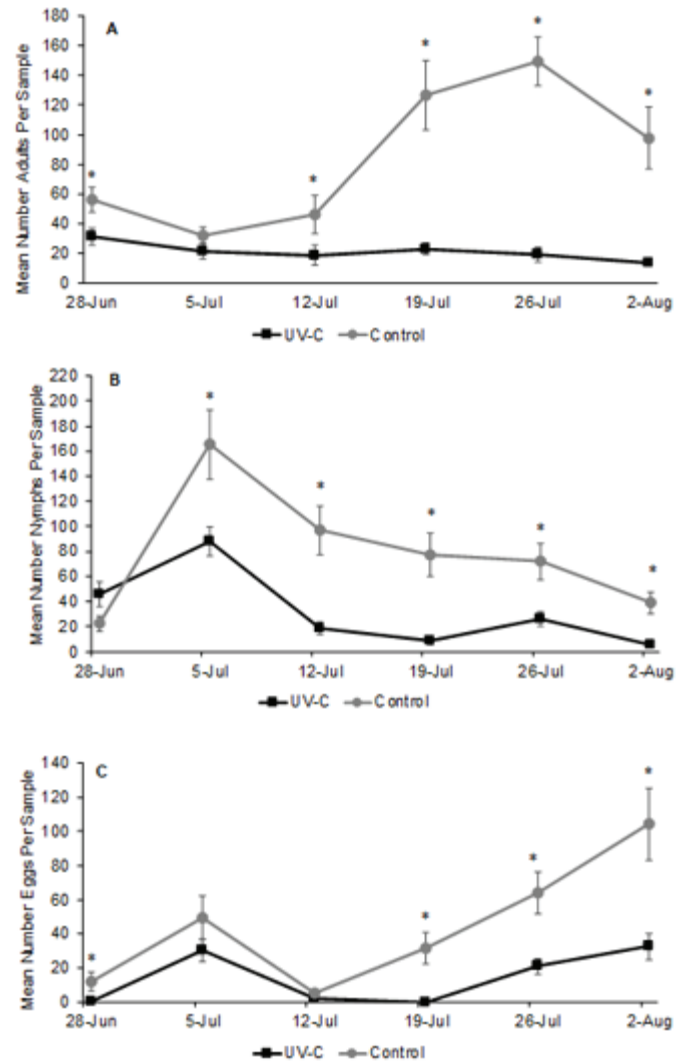 A
Mean Number Adults Per Sample
180
160
140
120
100
80
60
40
20
0
* * * * *
28-Jun 5-Jul 12-Jul 19-Jul 26-Jul 2-Aug
UV-C Control
B
Mean Number Nymphs Per Sample
220
200
180
160
140
120
100
80
60
40
20
0
* * * * *
28-Jun 5-Jul 12-Jul 19-Jul 26-Jul 2-Aug
UV-C Control
C
Mean Number Eggs Per Sample
140
120
100
80
60
40
20
0
* * * *
28-Jun 5-Jul 12-Jul 19-Jul 26-Jul 2-Aug
UV-C Control